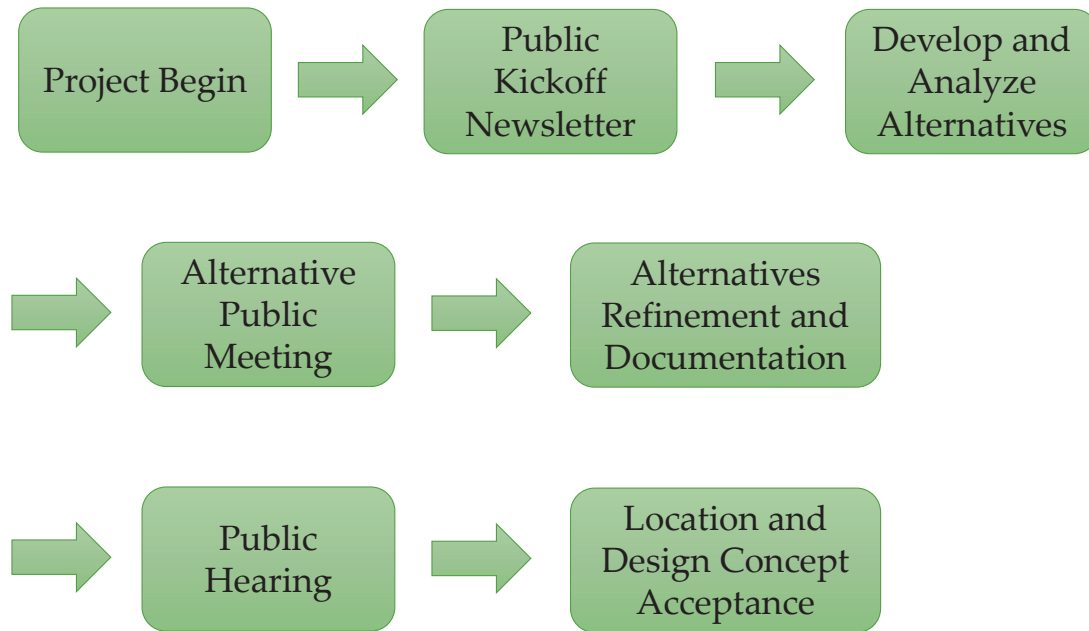 Project Begin
Public
Kickoff
Newsletter
Develop and
Analyze
Alternatives
Alternative
Public
Meeting
Alternatives
Refinement and
Documentation
Public
Hearing
Location and
Design Concept
Acceptance